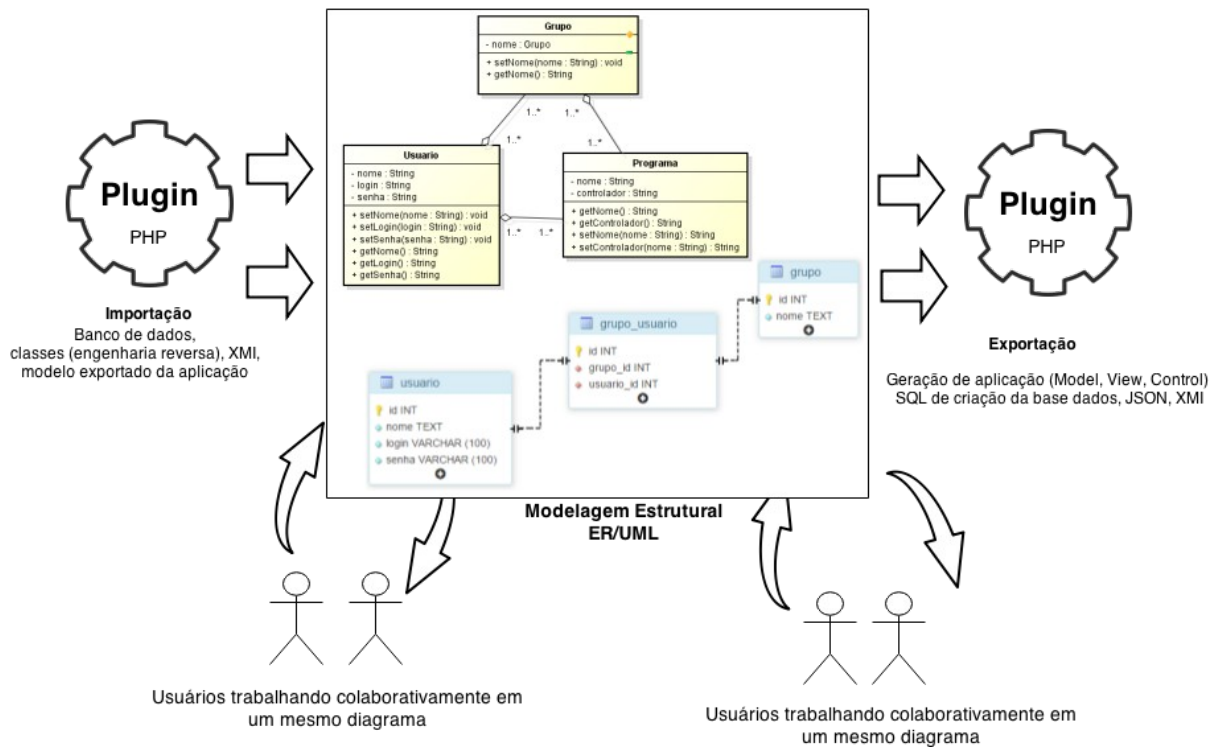 Plugin
PHP
Importação
Banco de dados,
classes (engenharia reversa), XMI,
modelo exportado da aplicação
Grupo
- nome : Grupo
+ setNome(nome : String) : void
+ getNome() : String
1..*
1..*
1..*
1..*
Usuario
- nome : String
- login : String
- senha : String
+ setNome(nome : String) : void
+ setLogin(login : String) : void
+ setSenha(senha : String) : void
+ getNome() : String
+ getLogin() : String
+ getSenha() : String
1..*
1..*
Programa
- nome : String
- controlador : String
+ getNome() : String
+ getControlador() : String
+ setNome(nome : String) : String
+ setControlador(nome : String) : String
grupo
id INT
nome TEXT
grupo_usuario
id INT
grupo_id INT
usuario_id INT
usuario
id INT
nome TEXT
login VARCHAR (100)
senha VARCHAR (100)
Modelagem Estrutural
ER/UML
Plugin
PHP
Exportação
Geração de aplicação (Model, View, Control)
SQL de criação da base dados, JSON, XMI
Usuários trabalhando colaborativamente em
um mesmo diagrama
Usuários trabalhando colaborativamente em
um mesmo diagrama